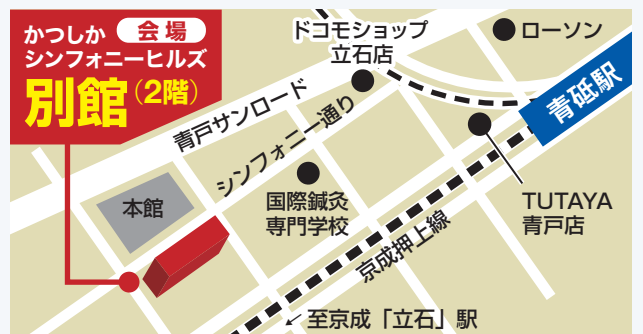 かつしか 会場
シンフォニーヒルズ
別館(2階)
ドコモショップ
立石店
ローソン
青砥駅
青戸サンロード
シンフォニー通り
本館
国際鍼灸
専門学校
TUTAYA
青戸店
京成押上線
至京成「立石」駅